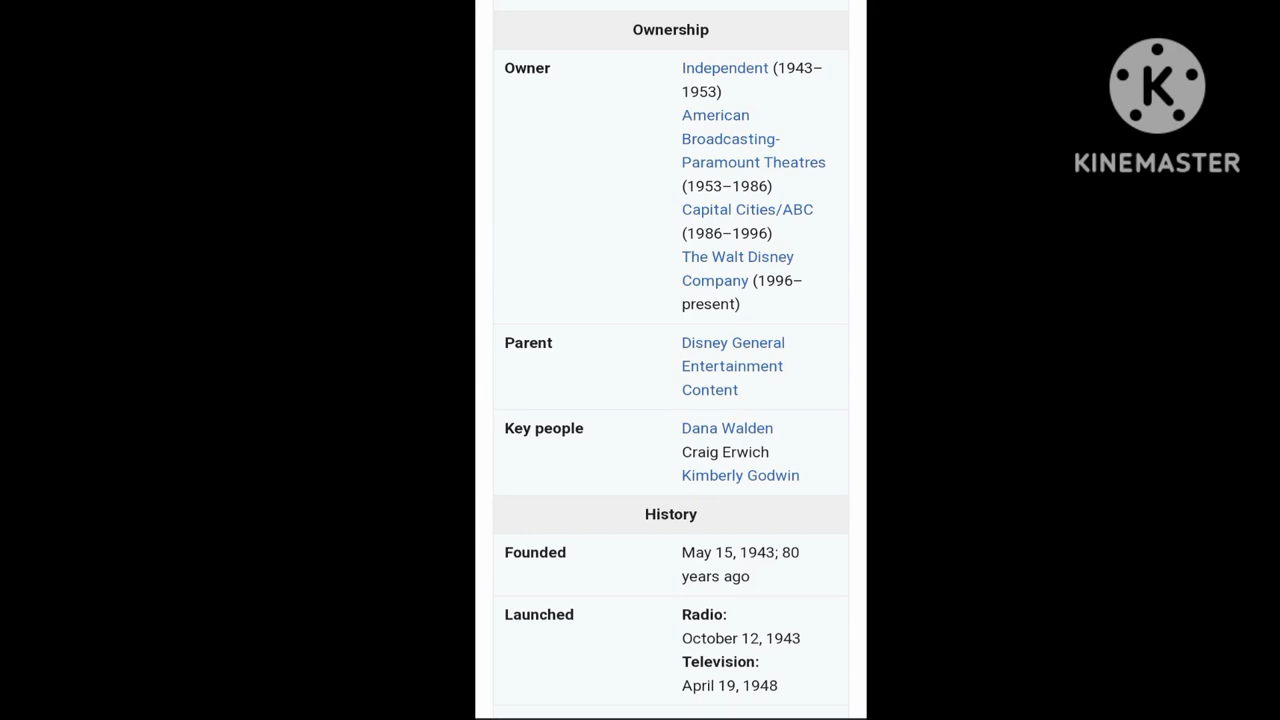 Ownership
Owner
Independent (1943–
1953)
American
Broadcasting-
Paramount Theatres
(1953–1986)
Capital Cities/ABC
(1986–1996)
The Walt Disney
Company (1996–
present)
Parent
Disney General
Entertainment
Content
Key people
Dana Walden
Craig Erwich
Kimberly Godwin
History
Founded
May 15, 1943; 80
years ago
Launched
Radio:
October 12, 1943
Television:
April 19, 1948
K
KINEMASTER